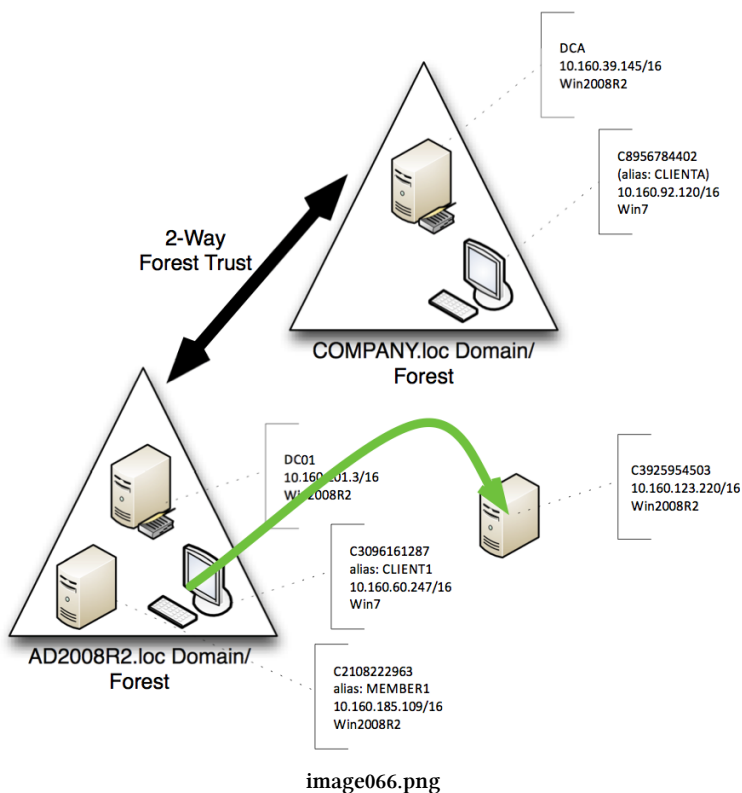 DCA
10.160.39.145/16
Win2008R2
C8956784402
(alias: CLIENTA)
10.160.92.120/16
Win7
2-Way
Forest Trust
COMPANY.loc Domain/
Forest
DC01
Win2008R2
C3925954503
10.160.123.220/16
Win2008R2
C3096161287
alias: CLIENT1
10.160.60.247/16
Win7
AD2008R2.loc Domain/
Forest
C2108222963
alias: MEMBER1
10.160.185.109/16
Win2008R2
image066.png